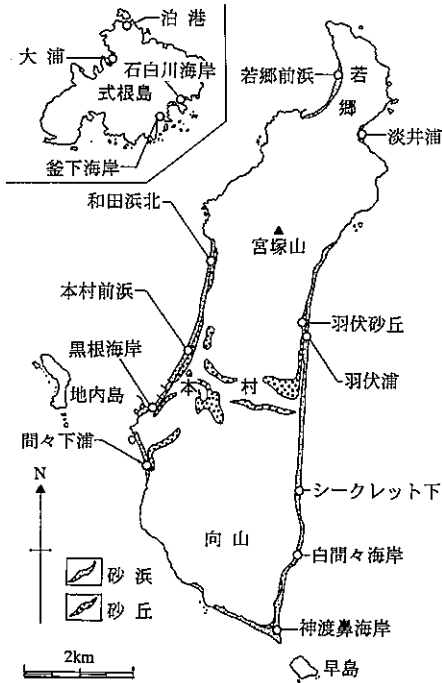 泊港
大浦
石白川海岸
式根島
釜下海岸
若郷前浜
若郷
淡井浦
和田浜北
宮塚山
本村前浜
羽伏砂丘
黒根海岸
羽伏浦
本村
地内島
間々下浦
シークレット下
N
向山
白間々海岸
砂浜
砂丘
神渡鼻海岸
2km
早島